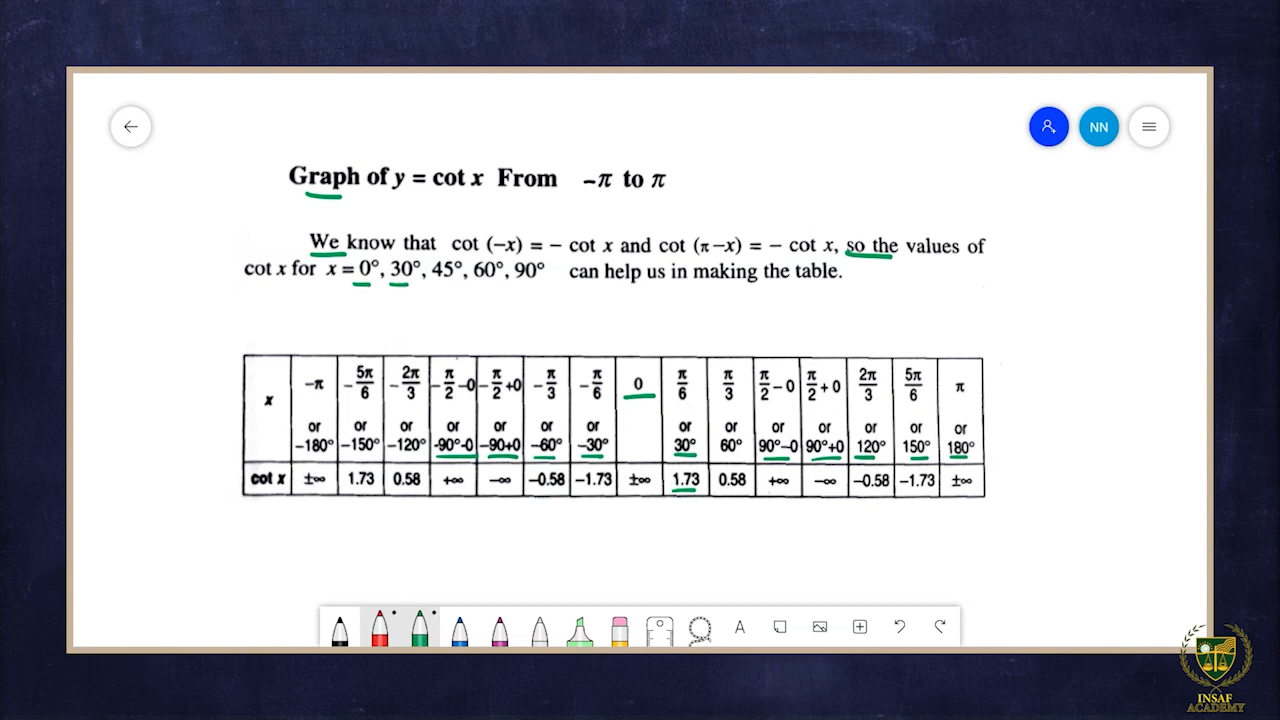 NN
Graph of y = cot x From -π to π
We know that cot (-x) = - cot x and cot (π-x) = - cot x, so the values of
cot x for x = 0°, 30°, 45°, 60°, 90° can help us in making the table.
x -π -5π/6 -2π/3 -π/2-0 -π/2+0 -π/3 -π/6 0 π/6 π/3 π/2-0 π/2+0 2π/3 5π/6 π
or or or or or or or or or or or or or or
-180° -150° -120° -90°-0 -90+0 -60° -30° 30° 60° 90°-0 90°+0 120° 150° 180°
cot x ±∞ 1.73 0.58 +∞ -∞ -0.58 -1.73 ±∞ 1.73 0.58 +∞ -∞ -0.58 -1.73 ±∞
A
INSAF
ACADEMY